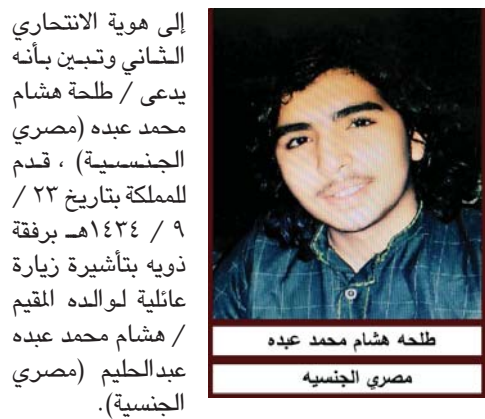 إلى هوية الانتحاري
الثاني وتبين بأنه
يدعى / طلحة هشام
محمد عبده (مصري
الجنسية) ، قدم
للمملكة بتاريخ ٢٣ /
٩ / ١٤٣٤هـ برفقة
ذويه بتأشيرة زيارة
عائلية لوالده المقيم
/ هشام محمد عبده
عبدالحليم (مصري
الجنسية).
طلحه هشام محمد عبده
مصري الجنسيه